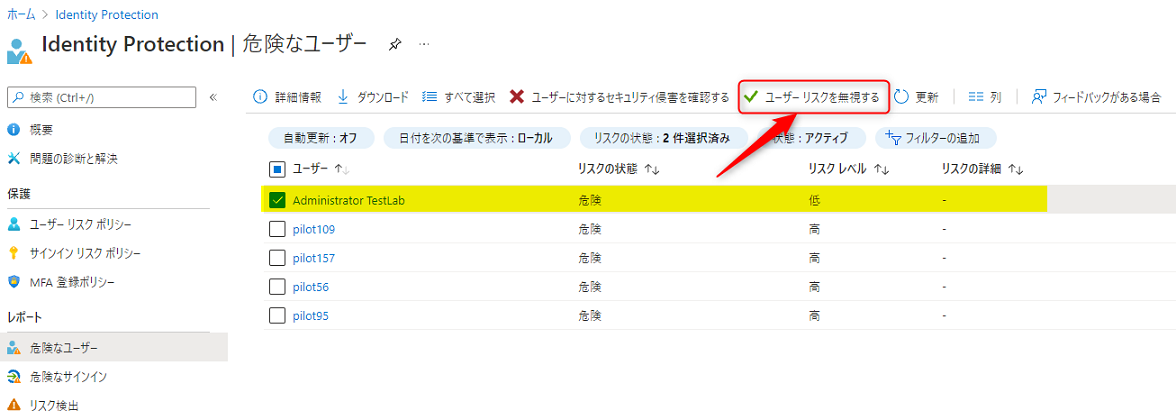 ホーム > Identity Protection
Identity Protection | 危険なユーザー ...
検索 (Ctrl+/) «
詳細情報 ダウンロード すべて選択 ユーザーに対するセキュリティ侵害を確認する ユーザー リスクを無視する 更新 列 フィードバックがある場合
概要
問題の診断と解決
保護
ユーザー リスク ポリシー
サインイン リスク ポリシー
MFA 登録ポリシー
レポート
危険なユーザー
危険なサインイン
リスク検出
自動更新 : オフ 日付を次の基準で表示 : ローカル リスクの状態 : 2 件選択済み 状態 : アクティブ フィルターの追加
ユーザー ↑↓ リスクの状態 ↑↓ リスク レベル ↑↓ リスクの詳細 ↑↓
Administrator TestLab 危険 低 -
pilot109 危険 高 -
pilot157 危険 高 -
pilot56 危険 高 -
pilot95 危険 高 -